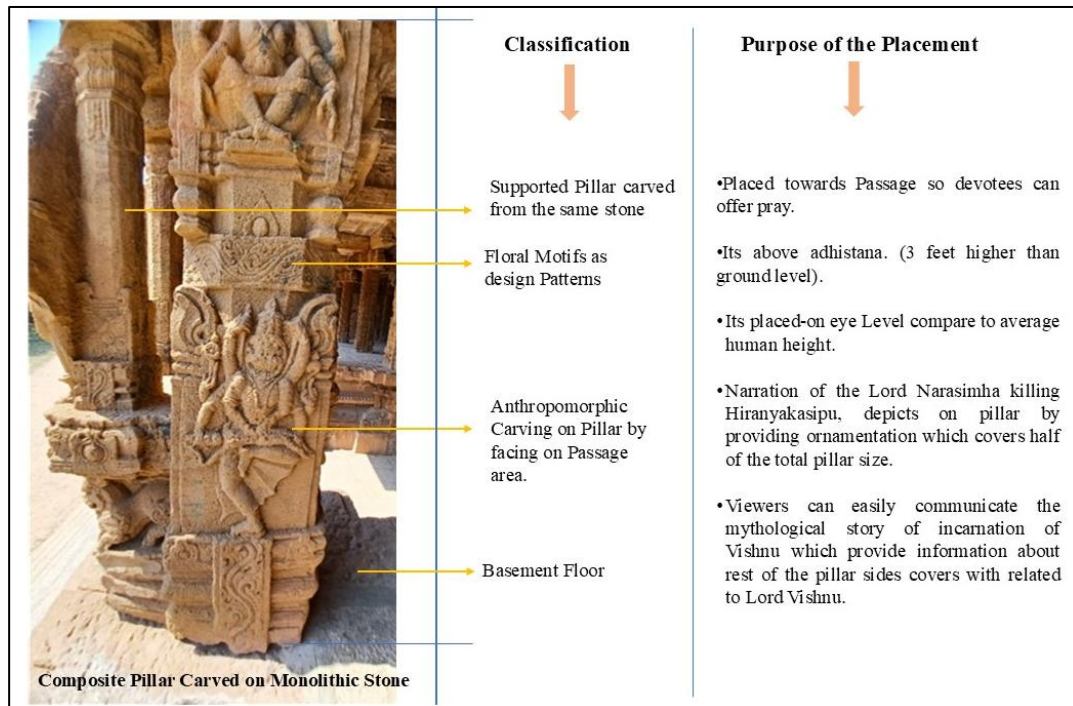 Classification
Supported Pillar carved
from the same stone
Floral Motifs as
design Patterns
Anthropomorphic
Carving on Pillar by
facing on Passage
area.
Basement Floor
Composite Pillar Carved on Monolithic Stone
Purpose of the Placement
•Placed towards Passage so devotees can
offer pray.
•Its above adhistana. (3 feet higher than
ground level).
•Its placed-on eye Level compare to average
human height.
•Narration of the Lord Narasimha killing
Hiranyakasipu, depicts on pillar by
providing ornamentation which covers half
of the total pillar size.
•Viewers can easily communicate the
mythological story of incarnation of
Vishnu which provide information about
rest of the pillar sides covers with related
to Lord Vishnu.